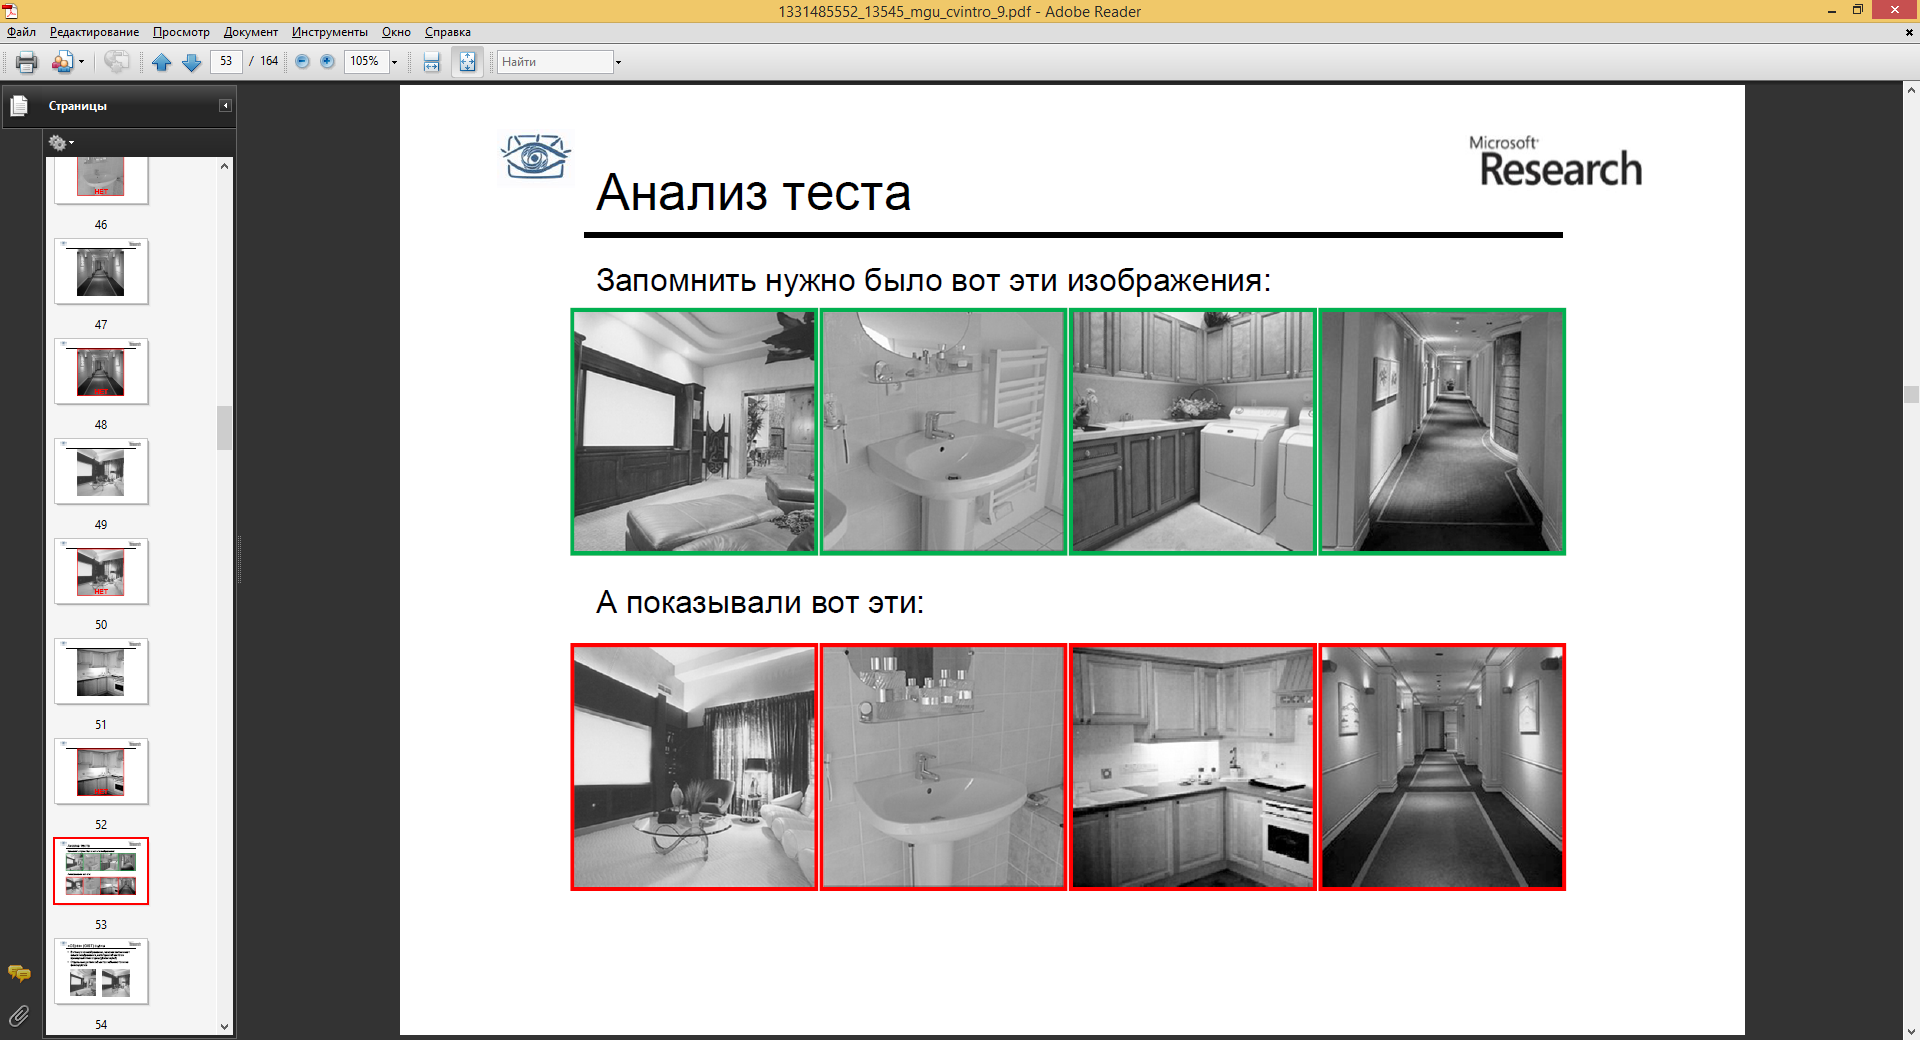 1331485552_13545_mgu_cvintro_9.pdf - Adobe Reader
Файл Редактирование Просмотр Документ Инструменты Окно Справка
53 / 164 105% Найти
Страницы
НЕТ
46
47
48
49
НЕТ
50
51
52
53
54
Microsoft
Research
Анализ теста
Запомнить нужно было вот эти изображения:
А показывали вот эти: